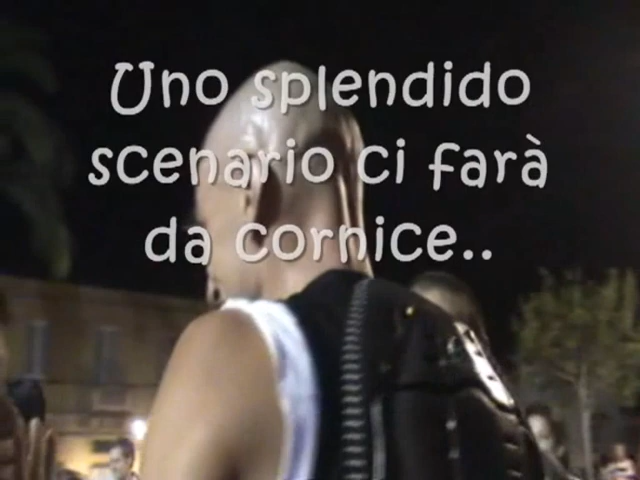 Uno splendido
scenario ci farà
da cornice..